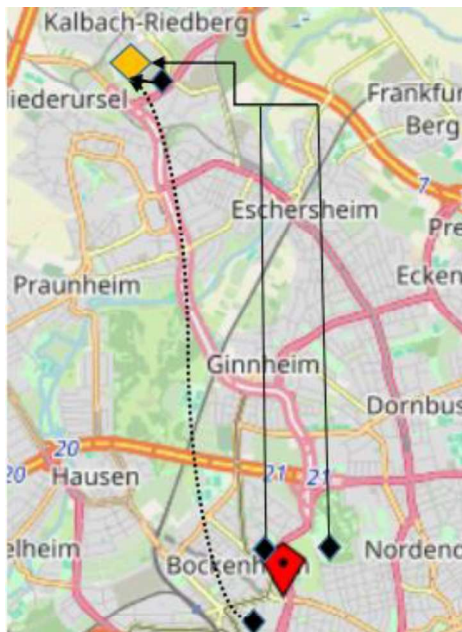 Kalbach-Riedberg
iederursel
Frankfur
Berg
7
Eschersheim
Pre
Ecken
Praunheim
Ginnheim
Dornbus
20
20
21
21
Hausen
elheim
Bockenh m
Nordend